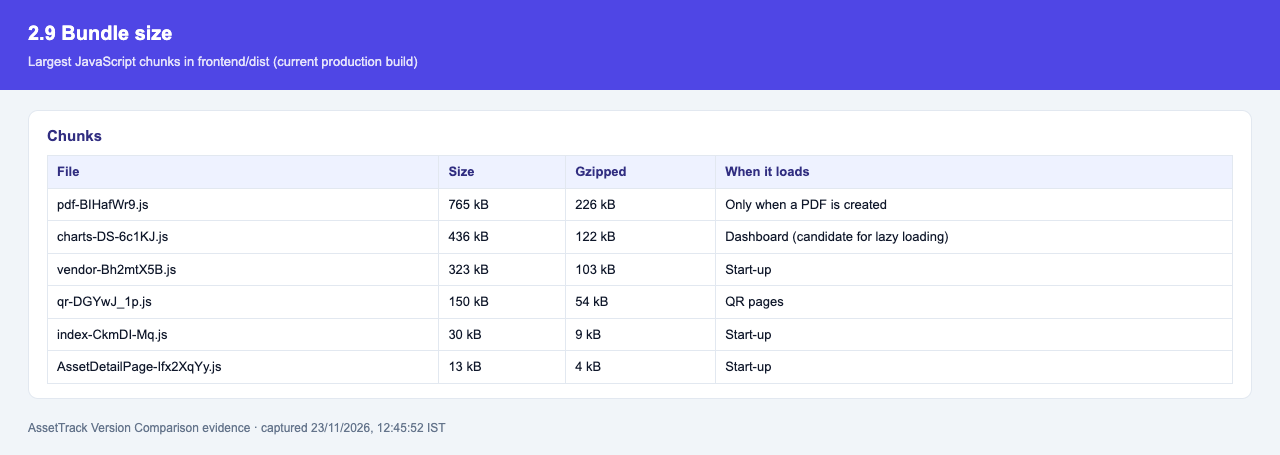 2.9 Bundle size
Largest JavaScript chunks in frontend/dist (current production build)
Chunks
File Size Gzipped When it loads
pdf-BIHafWr9.js 765 kB 226 kB Only when a PDF is created
charts-DS-6c1KJ.js 436 kB 122 kB Dashboard (candidate for lazy loading)
vendor-Bh2mtX5B.js 323 kB 103 kB Start-up
qr-DGYwJ_1p.js 150 kB 54 kB QR pages
index-CkmDI-Mq.js 30 kB 9 kB Start-up
AssetDetailPage-Ifx2XqYy.js 13 kB 4 kB Start-up
AssetTrack Version Comparison evidence · captured 23/11/2026, 12:45:52 IST